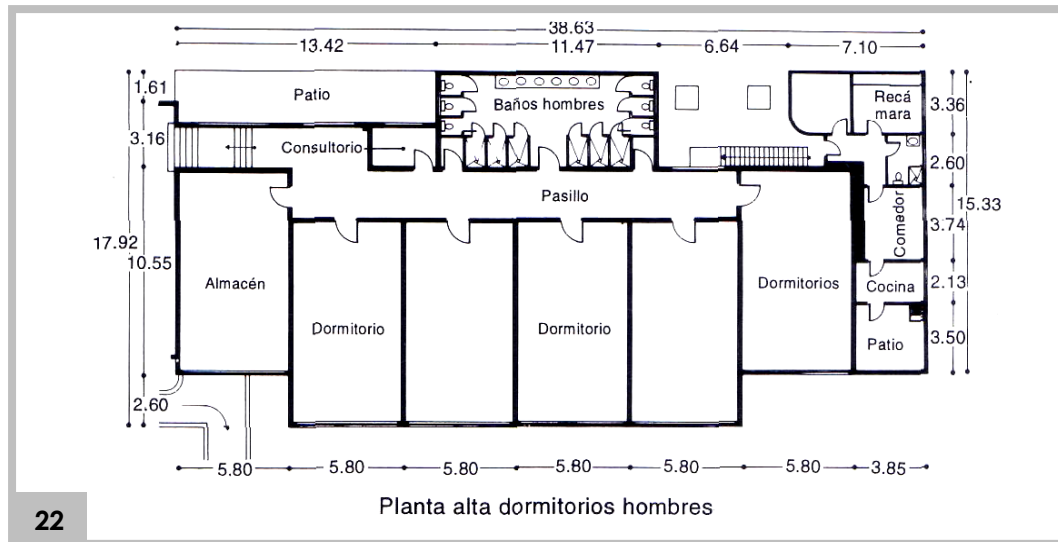 38.63
13.42
11.47
6.64
7.10
1.61
3.16
17.92
10.55
2.60
Patio
Baños hombres
Recá
mara
Consultorio
Pasillo
Almacén
Dormitorio
Dormitorio
Dormitorios
Comedor
Cocina
Patio
3.36
2.60
15.33
3.74
2.13
3.50
5.80
5.80
5.80
5.80
5.80
5.80
3.85
Planta alta dormitorios hombres
22